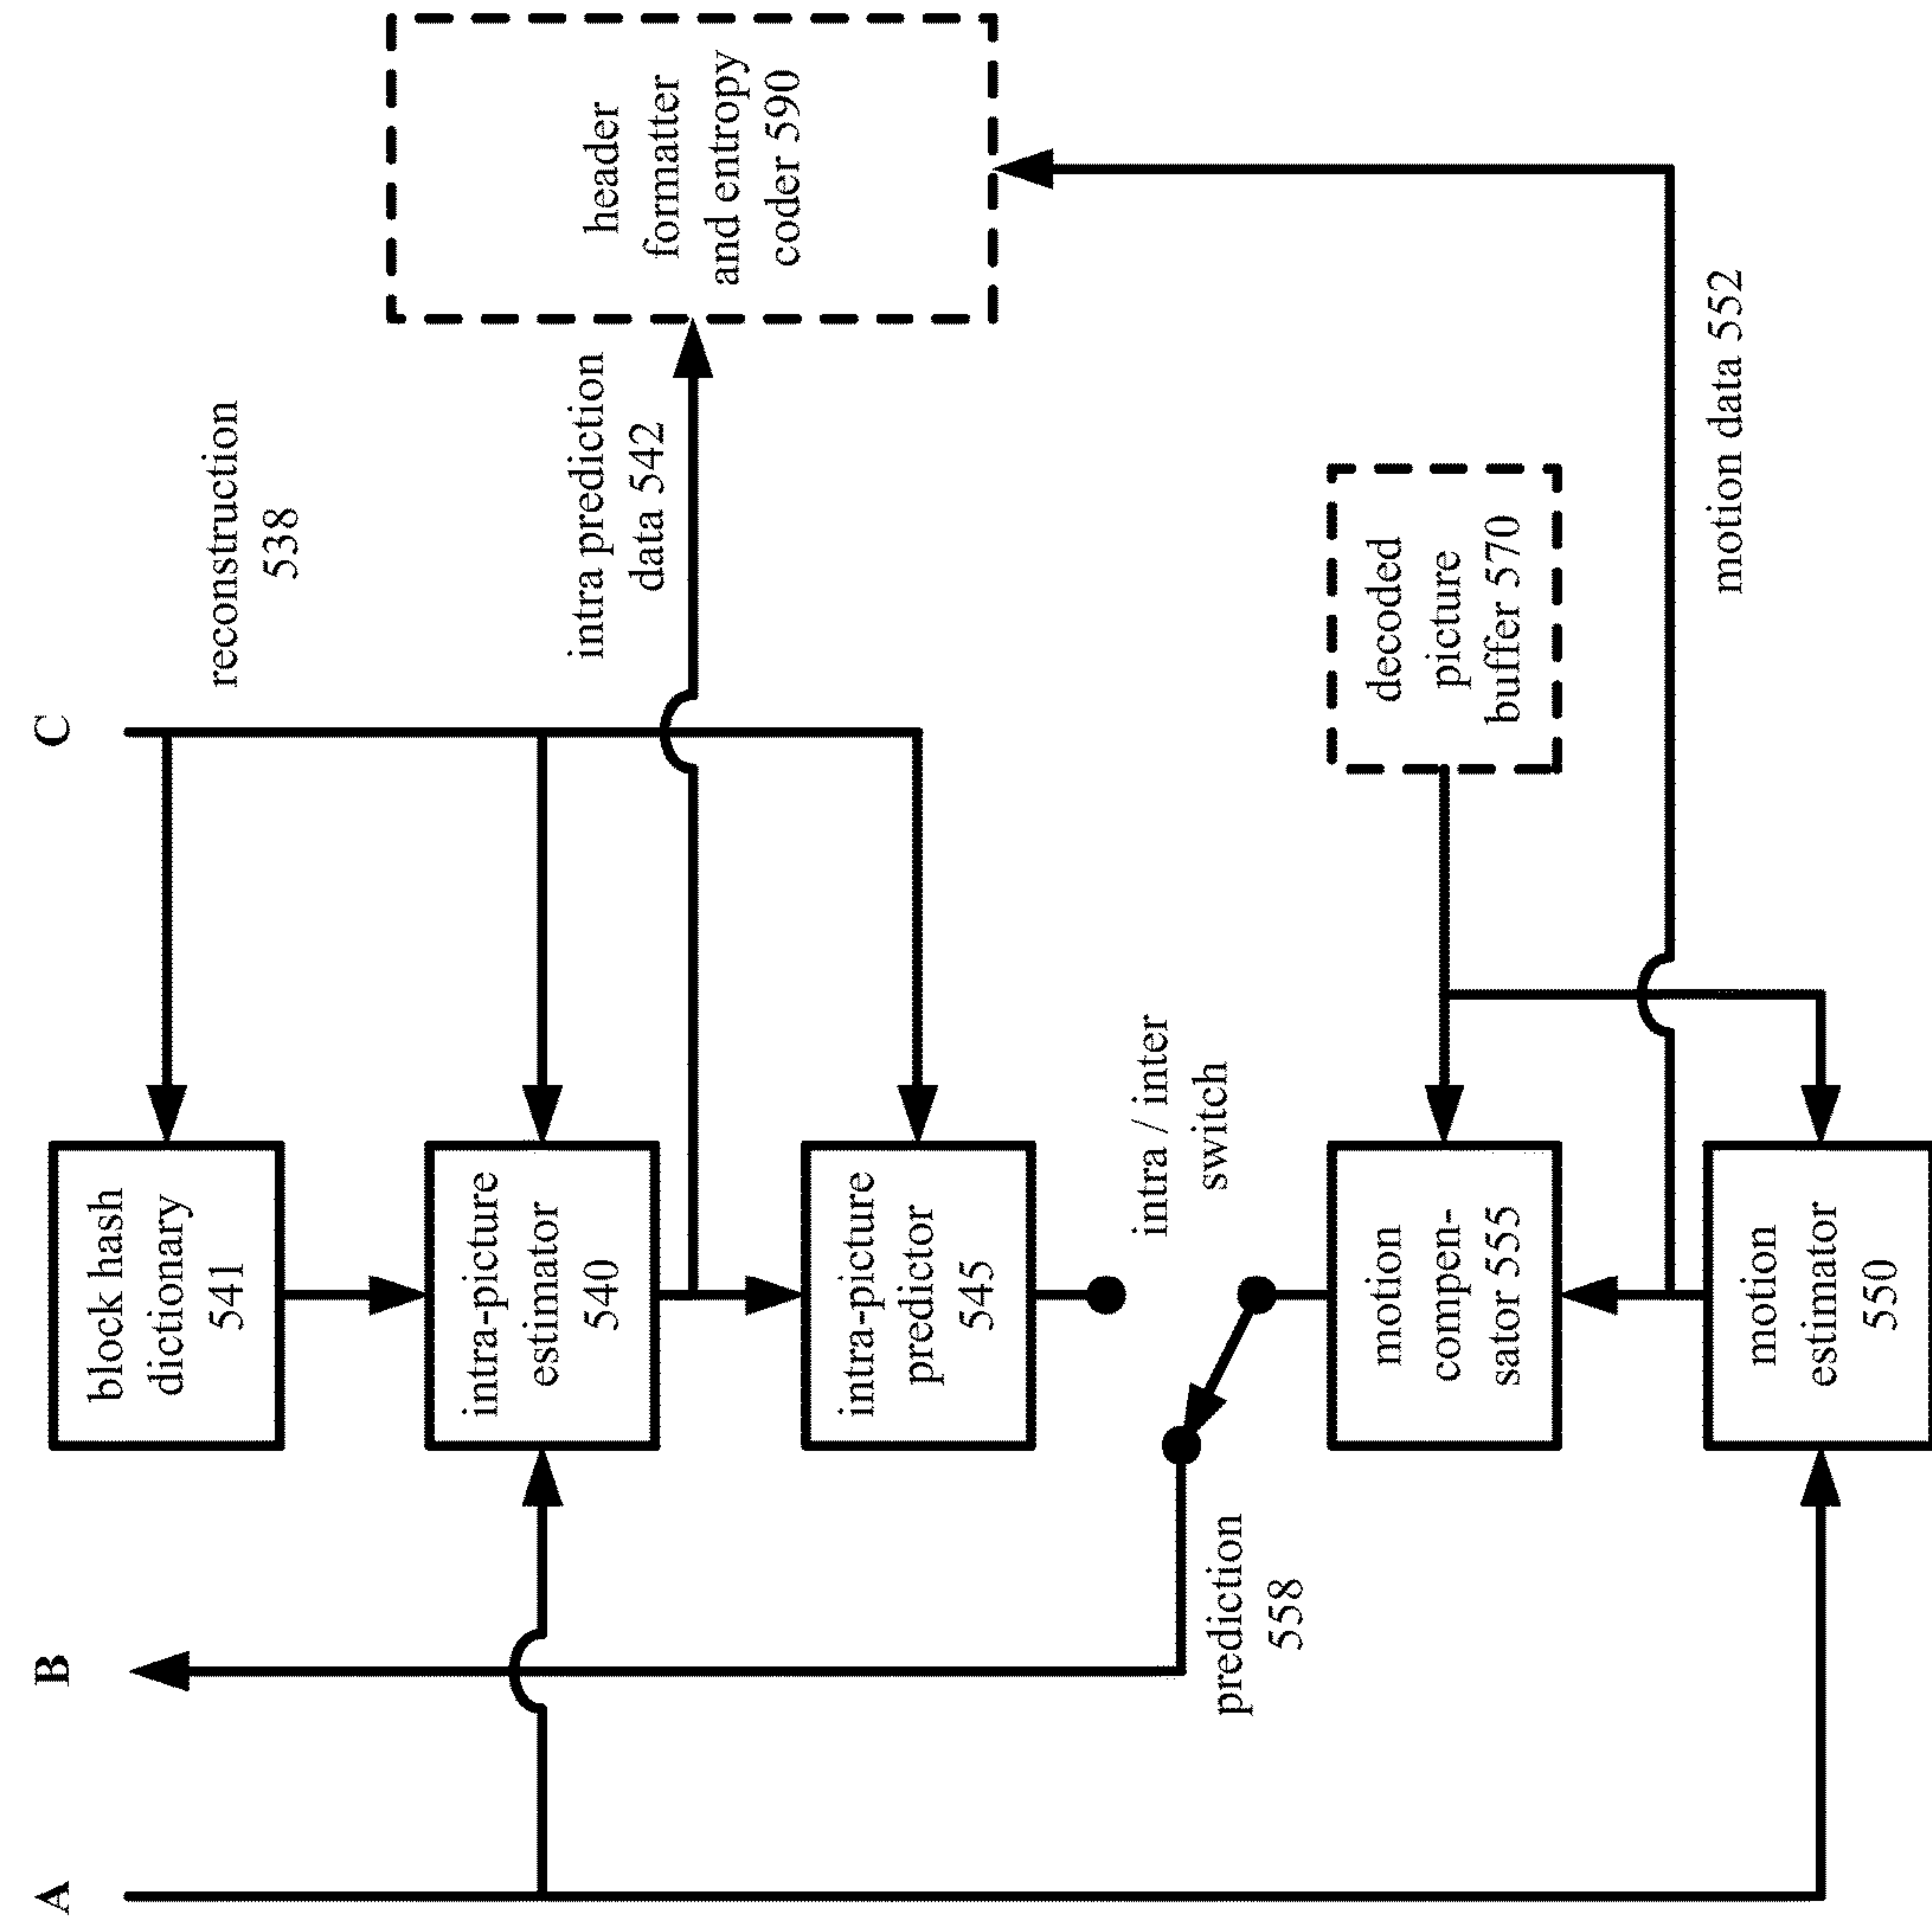 A
B
C
block hash
dictionary
541
reconstruction
538
intra-picture
estimator
540
intra prediction
data 542
header
formatter
and entropy
coder 590
intra-picture
predictor
545
intra / inter
switch
prediction
558
motion
compen-
sator 555
decoded
picture
buffer 570
motion
estimator
550
motion data 552